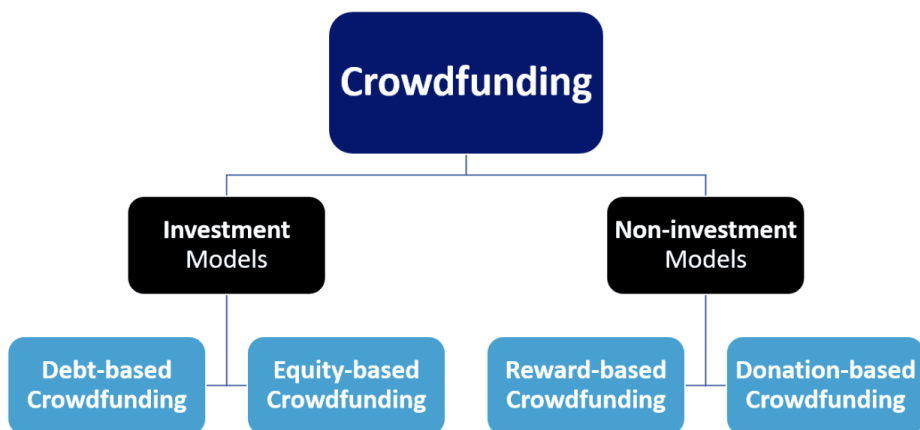 Crowdfunding
Investment
Models
Non-investment
Models
Debt-based
Crowdfunding
Equity-based
Crowdfunding
Reward-based
Crowdfunding
Donation-based
Crowdfunding